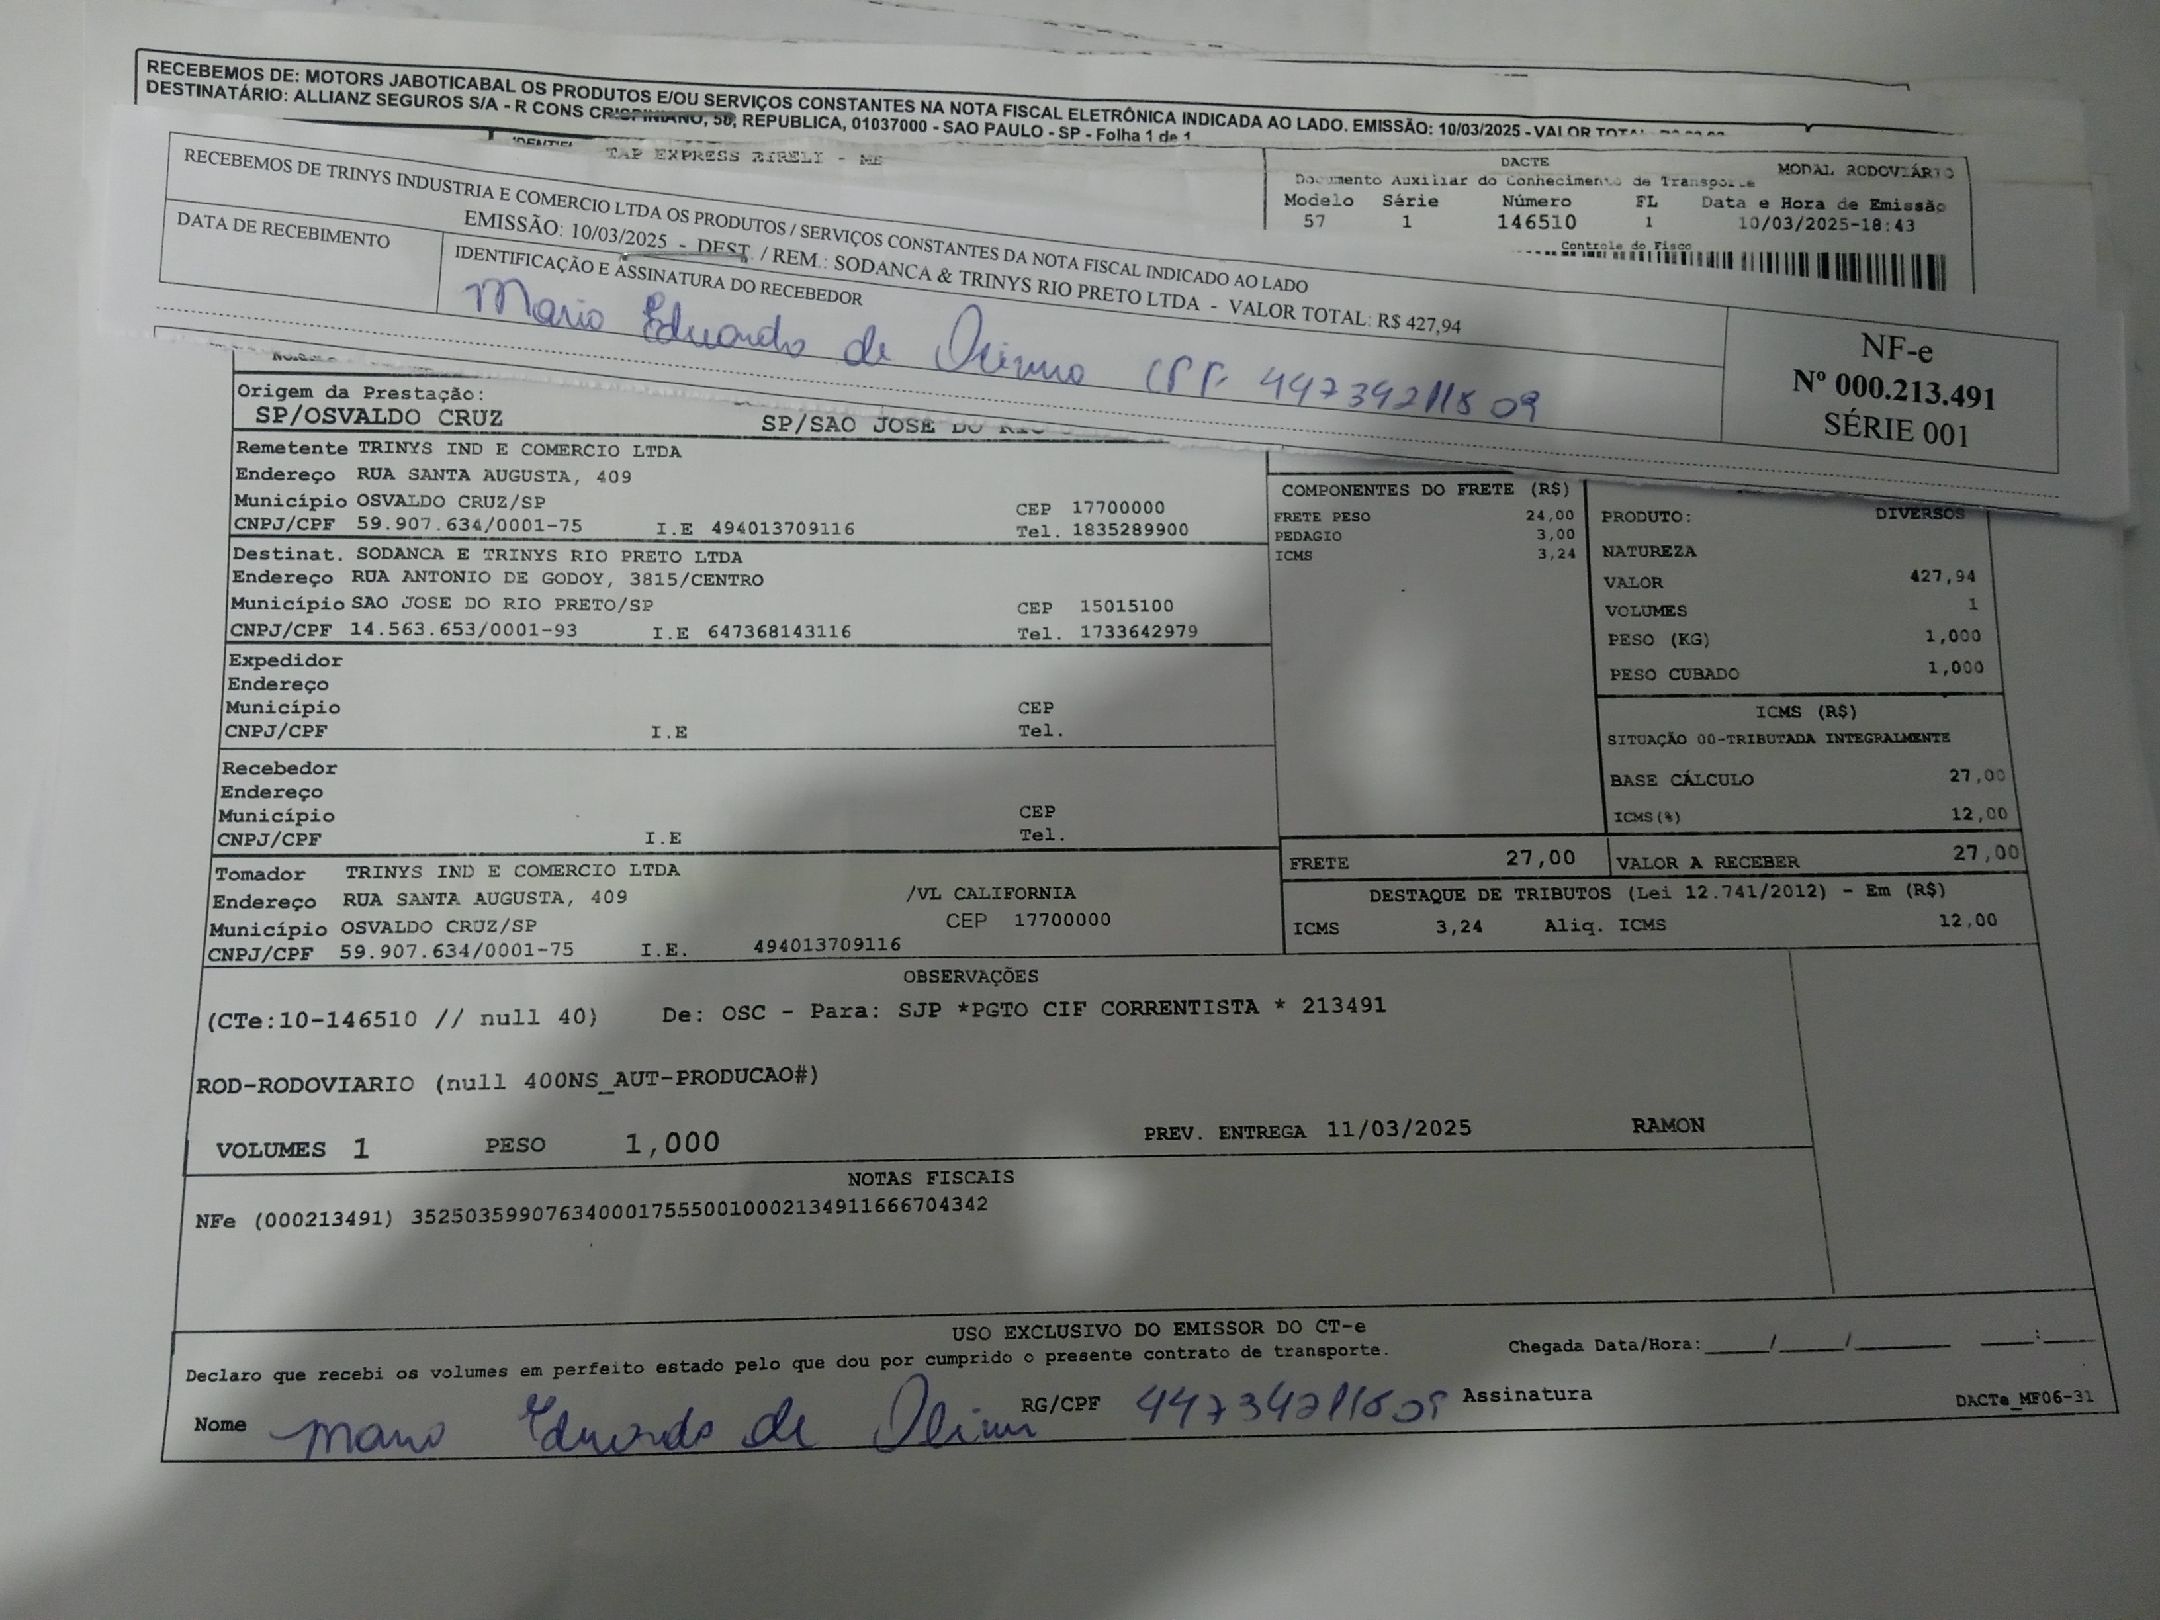 RECEBEMOS DE: MOTORS JABOTICABAL OS PRODUTOS E/OU SERVIÇOS CONSTANTES NA NOTA FISCAL ELETRÔNICA INDICADA AO LADO. EMISSÃO: 10/03/2025 - VALOR TOTAL:
DESTINATÁRIO: ALLIANZ SEGUROS S/A - R CONS CRISPINIANO, 58, REPUBLICA, 01037000 - SAO PAULO - SP - Folha 1 de 1
TAP EXPRESS EIRELI - ME
DACTE MODAL RODOVIÁRIO
Documento Auxiliar do Conhecimento de Transporte
Modelo Série Número FL Data e Hora de Emissão
57 1 146510 1 10/03/2025-18:43
Controle do Fisco
RECEBEMOS DE TRINYS INDUSTRIA E COMERCIO LTDA OS PRODUTOS / SERVIÇOS CONSTANTES DA NOTA FISCAL INDICADO AO LADO
EMISSÃO: 10/03/2025 - DEST. / REM.: SODANCA & TRINYS RIO PRETO LTDA - VALOR TOTAL: R$ 427,94
DATA DE RECEBIMENTO
IDENTIFICAÇÃO E ASSINATURA DO RECEBEDOR
Mario Eduardo de CPF 44739211809
NF-e
Nº 000.213.491
SÉRIE 001
Origem da Prestação:
SP/OSVALDO CRUZ SP/SAO JOSE DO RIO
Remetente TRINYS IND E COMERCIO LTDA
Endereço RUA SANTA AUGUSTA, 409
Município OSVALDO CRUZ/SP CEP 17700000
CNPJ/CPF 59.907.634/0001-75 I.E 494013709116 Tel. 1835289900
Destinat. SODANCA E TRINYS RIO PRETO LTDA
Endereço RUA ANTONIO DE GODOY, 3815/CENTRO
Município SAO JOSE DO RIO PRETO/SP CEP 15015100
CNPJ/CPF 14.563.653/0001-93 I.E 647368143116 Tel. 1733642979
Expedidor
Endereço
Município CEP
CNPJ/CPF I.E Tel.
Recebedor
Endereço
Município CEP
CNPJ/CPF I.E Tel.
Tomador TRINYS IND E COMERCIO LTDA
Endereço RUA SANTA AUGUSTA, 409 /VL CALIFORNIA
Município OSVALDO CRUZ/SP CEP 17700000
CNPJ/CPF 59.907.634/0001-75 I.E. 494013709116
COMPONENTES DO FRETE (R$)
FRETE PESO 24,00
PEDAGIO 3,00
ICMS 3,24
PRODUTO: DIVERSOS
NATUREZA
VALOR 427,94
VOLUMES 1
PESO (KG) 1,000
PESO CUBADO 1,000
ICMS (R$)
SITUAÇÃO 00-TRIBUTADA INTEGRALMENTE
BASE CÁLCULO 27,00
ICMS(%) 12,00
FRETE 27,00 VALOR A RECEBER 27,00
DESTAQUE DE TRIBUTOS (Lei 12.741/2012) - Em (R$)
ICMS 3,24 Aliq. ICMS 12,00
OBSERVAÇÕES
(CTe:10-146510 // null 40) De: OSC - Para: SJP *PGTO CIF CORRENTISTA * 213491
ROD-RODOVIARIO (null 400NS_AUT-PRODUCAO#)
VOLUMES 1 PESO 1,000 PREV. ENTREGA 11/03/2025 RAMON
NOTAS FISCAIS
NFe (000213491) 35250359907634000175550010002134911666704342
USO EXCLUSIVO DO EMISSOR DO CT-e
Declaro que recebi os volumes em perfeito estado pelo que dou por cumprido o presente contrato de transporte. Chegada Data/Hora:____/____/______ ____:____
Nome Mario Eduardo de RG/CPF 44739211809 Assinatura DACTe_MF06-31